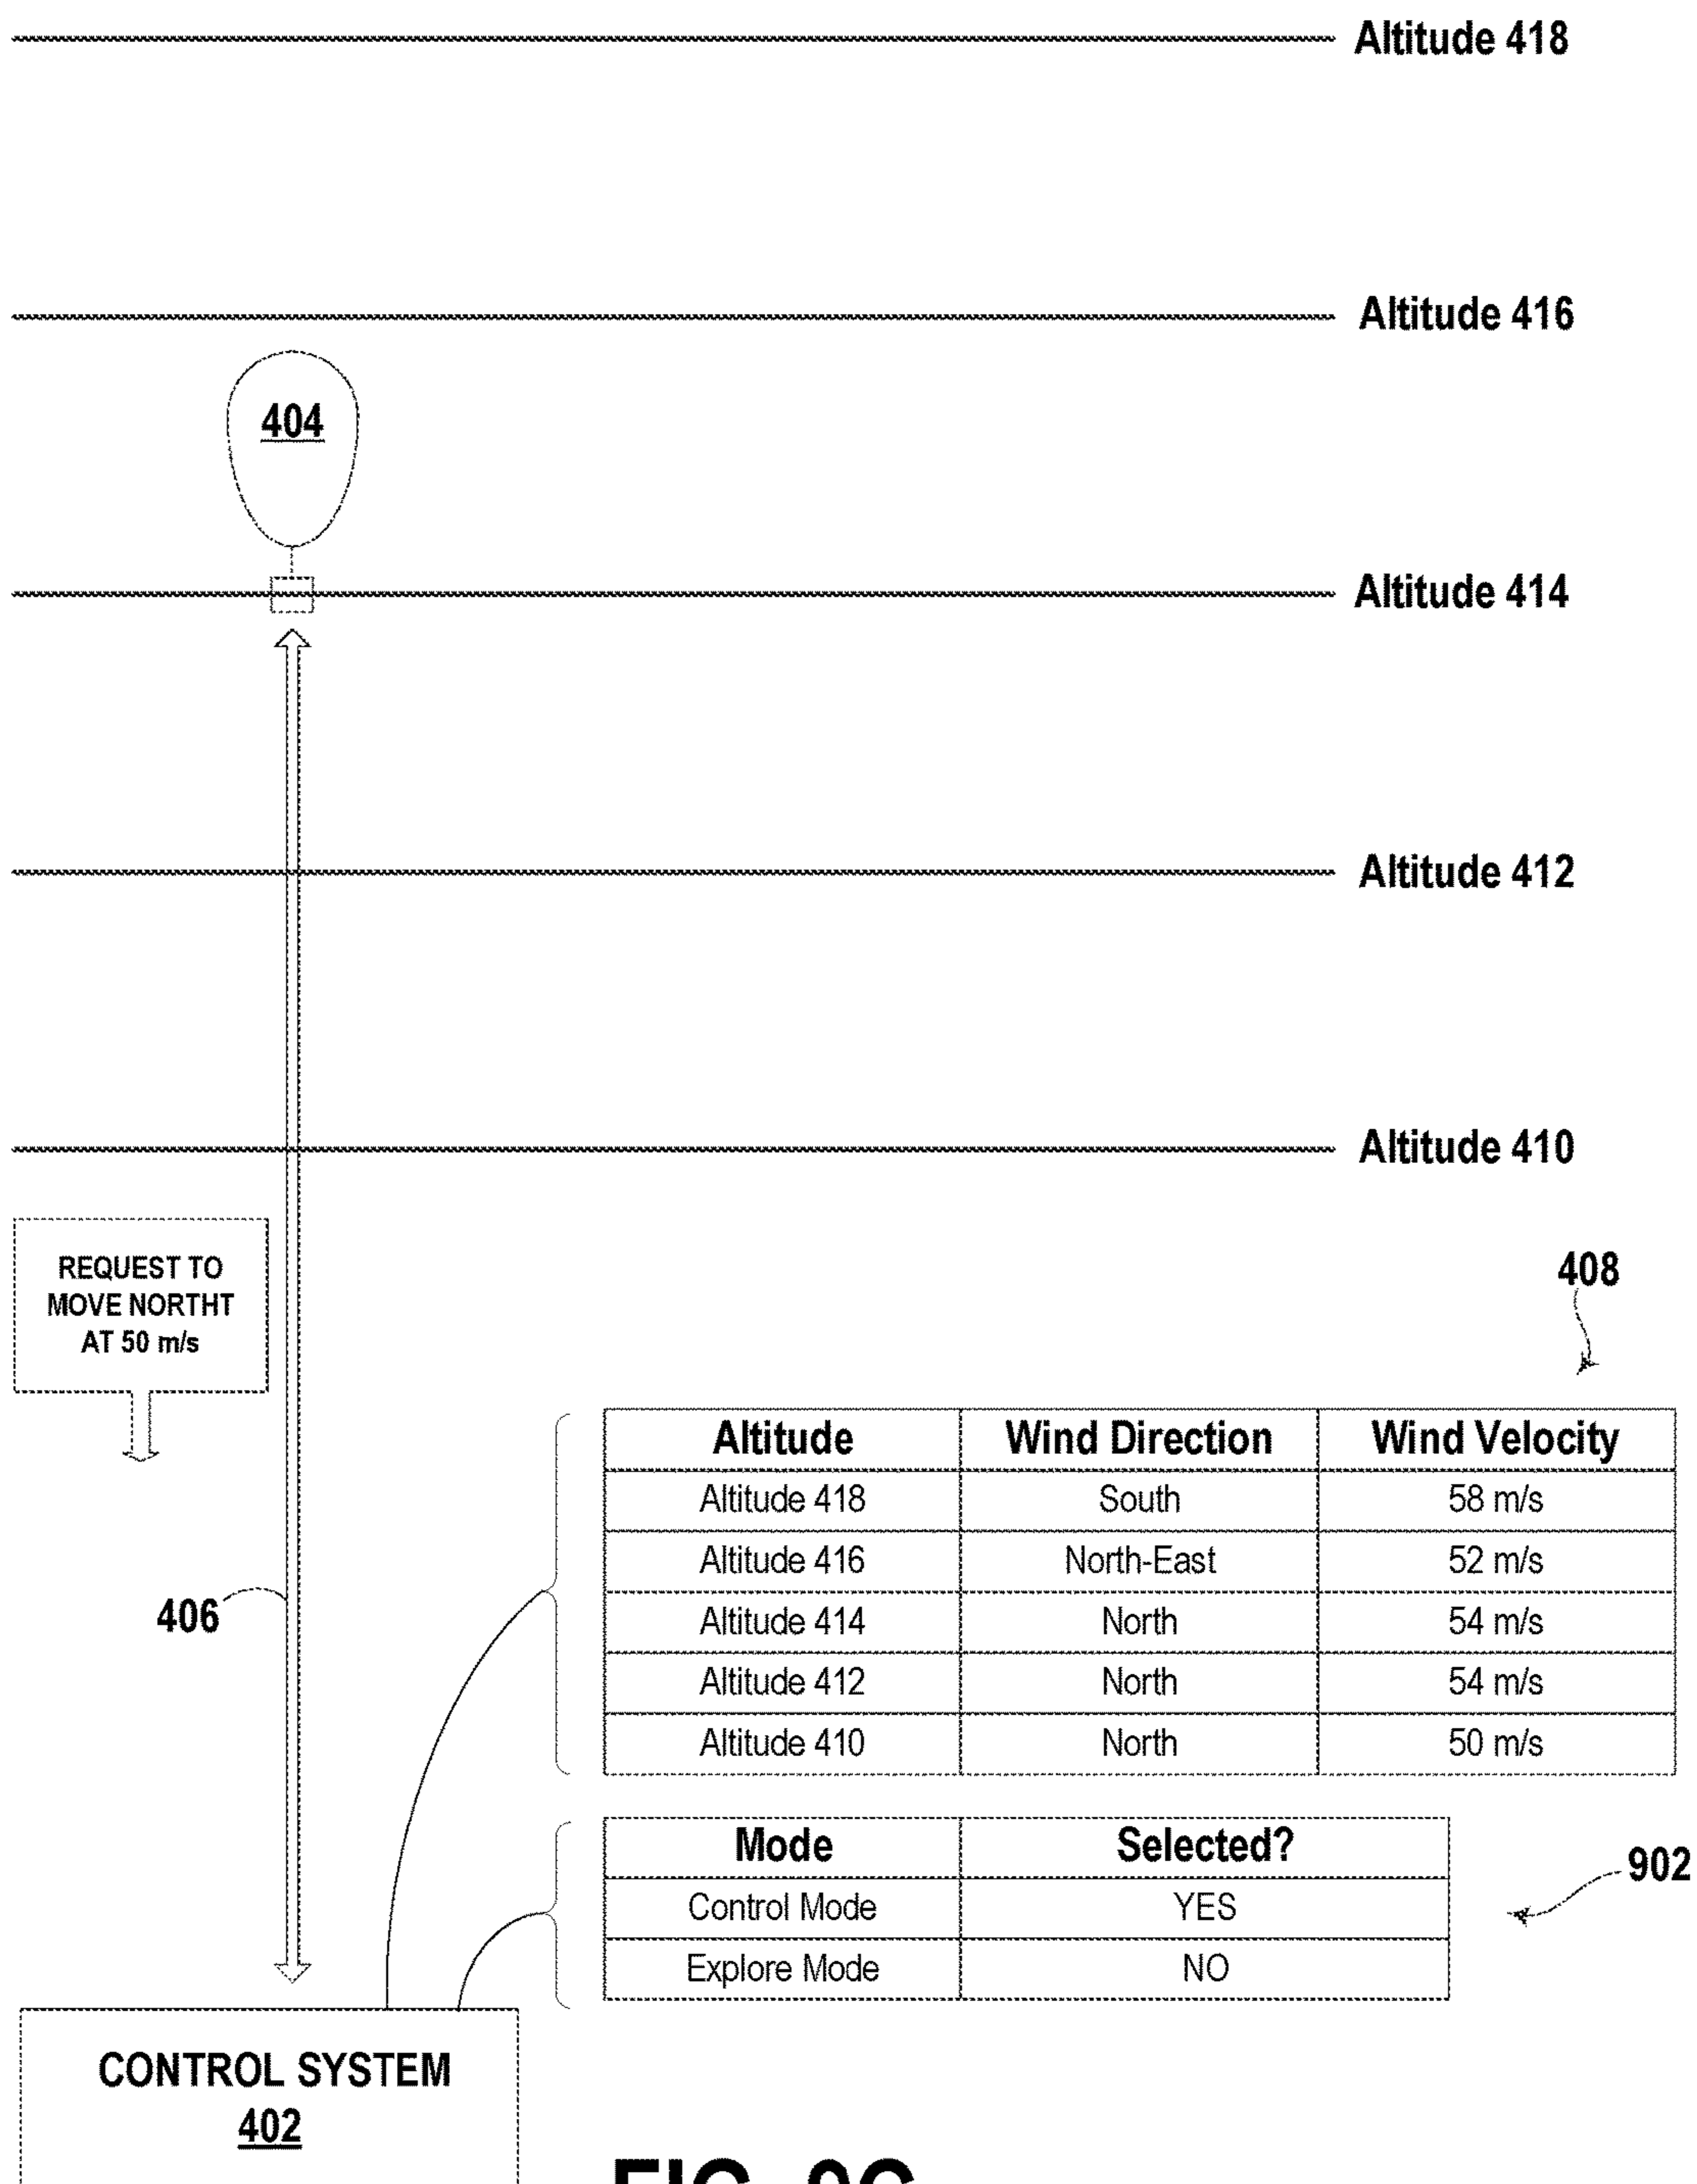 Altitude 418
Altitude 416
404
Altitude 414
Altitude 412
Altitude 410
REQUEST TO
MOVE NORTHT
AT 50 m/s
408
Altitude Wind Direction Wind Velocity
Altitude 418 South 58 m/s
Altitude 416 North-East 52 m/s
406
Altitude 414 North 54 m/s
Altitude 412 North 54 m/s
Altitude 410 North 50 m/s
Mode Selected?
902
Control Mode YES
Explore Mode NO
CONTROL SYSTEM
402
FIG.